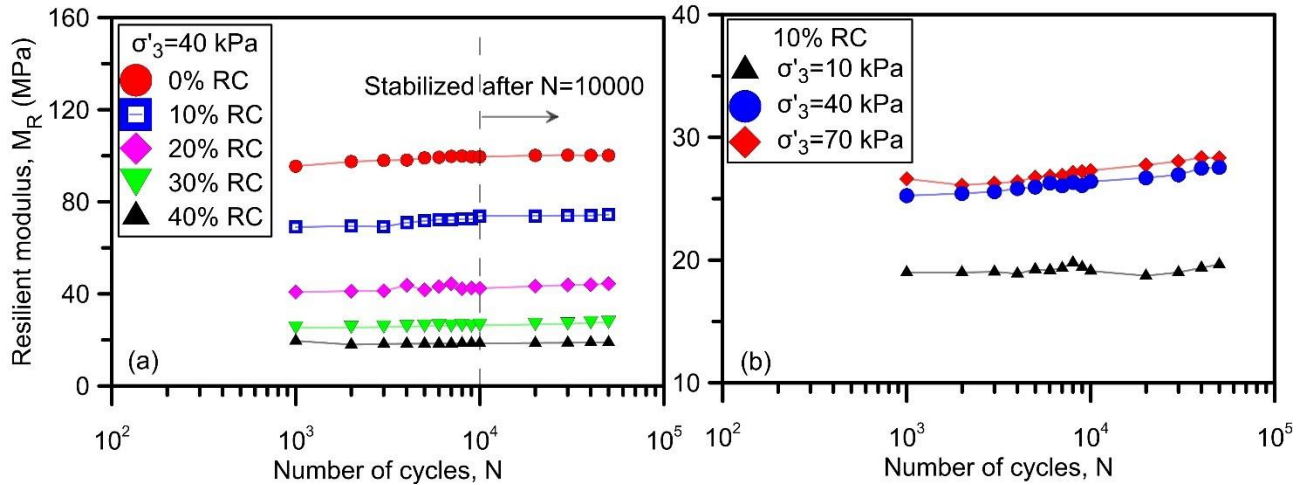 160
120
80
40
0
Resilient modulus, M_R (MPa)
σ'₃=40 kPa
0% RC
10% RC
20% RC
30% RC
40% RC
Stabilized after N=10000
(a)
10²
10³
10⁴
10⁵
Number of cycles, N
40
30
20
10
10% RC
σ'₃=10 kPa
σ'₃=40 kPa
σ'₃=70 kPa
(b)
10²
10³
10⁴
10⁵
Number of cycles, N